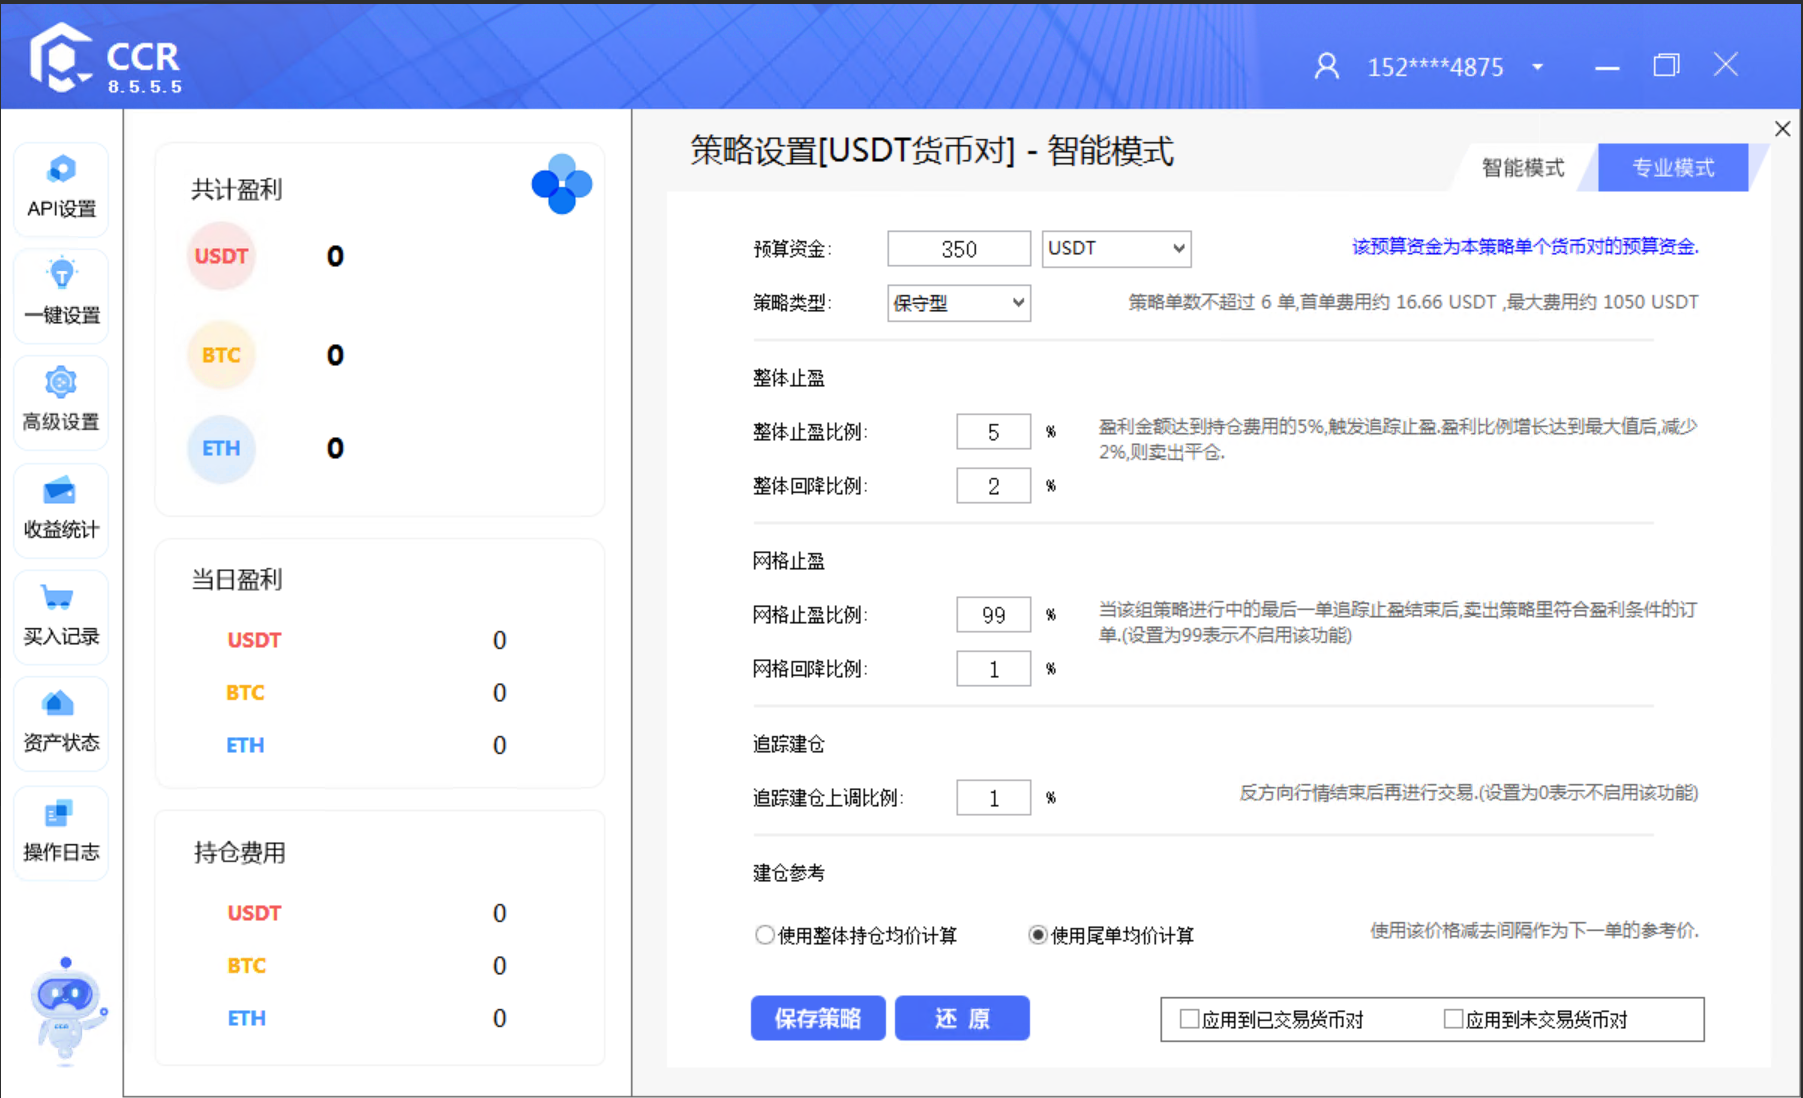 CCR
8.5.5.5
152****4875
API设置
一键设置
高级设置
收益统计
买入记录
资产状态
操作日志
共计盈利
USDT 0
BTC 0
ETH 0
当日盈利
USDT 0
BTC 0
ETH 0
持仓费用
USDT 0
BTC 0
ETH 0
策略设置[USDT货币对] - 智能模式
智能模式 专业模式
预算资金: 350 USDT 该预算资金为本策略单个货币对的预算资金.
策略类型: 保守型 策略单数不超过 6 单,首单费用约 16.66 USDT ,最大费用约 1050 USDT
整体止盈
整体止盈比例: 5 % 盈利金额达到持仓费用的5%,触发追踪止盈.盈利比例增长达到最大值后,减少
2%,则卖出平仓.
整体回降比例: 2 %
网格止盈
网格止盈比例: 99 % 当该组策略进行中的最后一单追踪止盈结束后,卖出策略里符合盈利条件的订
单.(设置为99表示不启用该功能)
网格回降比例: 1 %
追踪建仓
追踪建仓上调比例: 1 % 反方向行情结束后再进行交易.(设置为0表示不启用该功能)
建仓参考
使用整体持仓均价计算 使用尾单均价计算 使用该价格减去间隔作为下一单的参考价.
保存策略 还 原 应用到已交易货币对 应用到未交易货币对